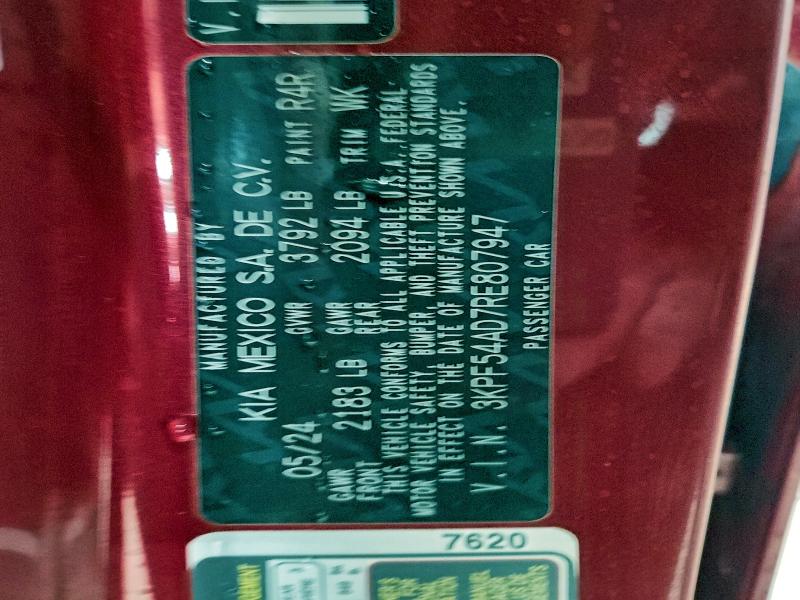 MANUFACTURED BY
KIA MEXICO S.A. DE C.V.
05/24 GVWR 3792 LB PAINT R4R
GAWR FRONT 2183 LB GAWR REAR 2094 LB TRIM WK
THIS VEHICLE CONFORMS TO ALL APPLICABLE U.S.A. FEDERAL
MOTOR VEHICLE SAFETY, BUMPER, AND THEFT PREVENTION STANDARDS
IN EFFECT ON THE DATE OF MANUFACTURE SHOWN ABOVE.
V.I.N. 3KPF54AD7RE807947
PASSENGER CAR
7620